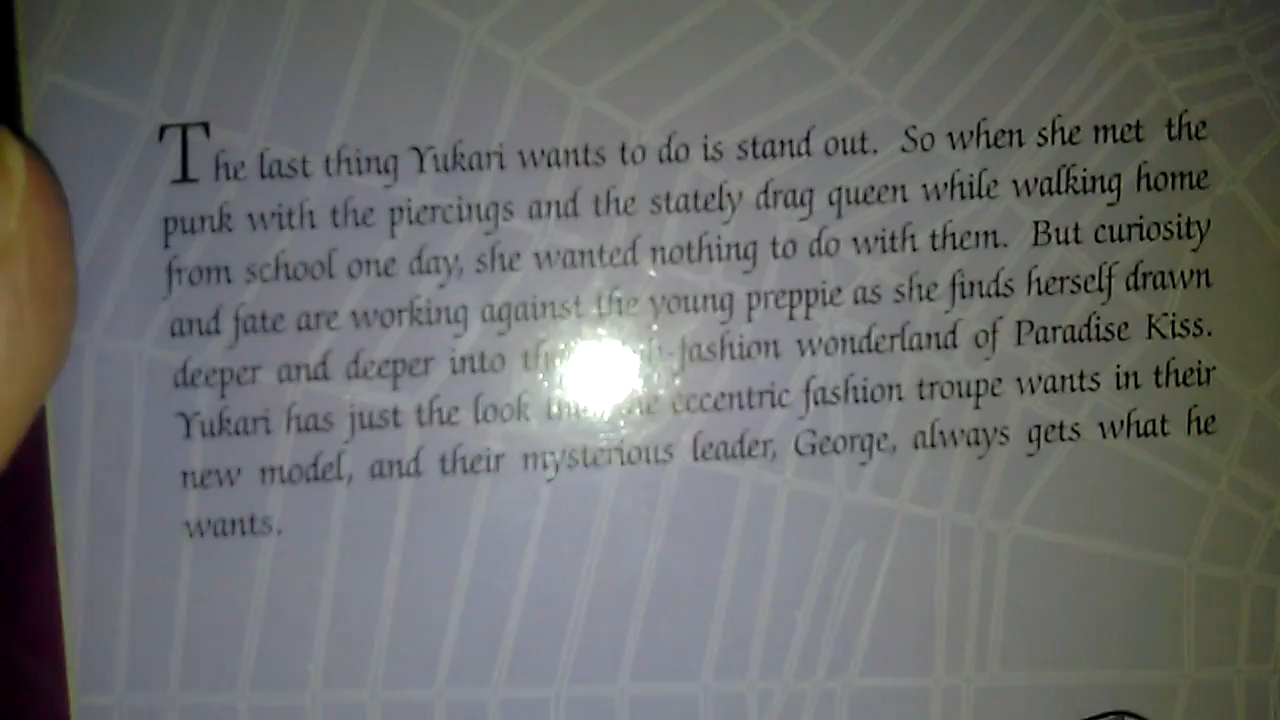 The last thing Yukari wants to do is stand out. So when she met the
punk with the piercings and the stately drag queen while walking home
from school one day, she wanted nothing to do with them. But curiosity
and fate are working against the young preppie as she finds herself drawn
deeper and deeper into -fashion wonderland of Paradise Kiss.
Yukari has just the look eccentric fashion troupe wants in their
new model, and their mysterious leader, George, always gets what he
wants.